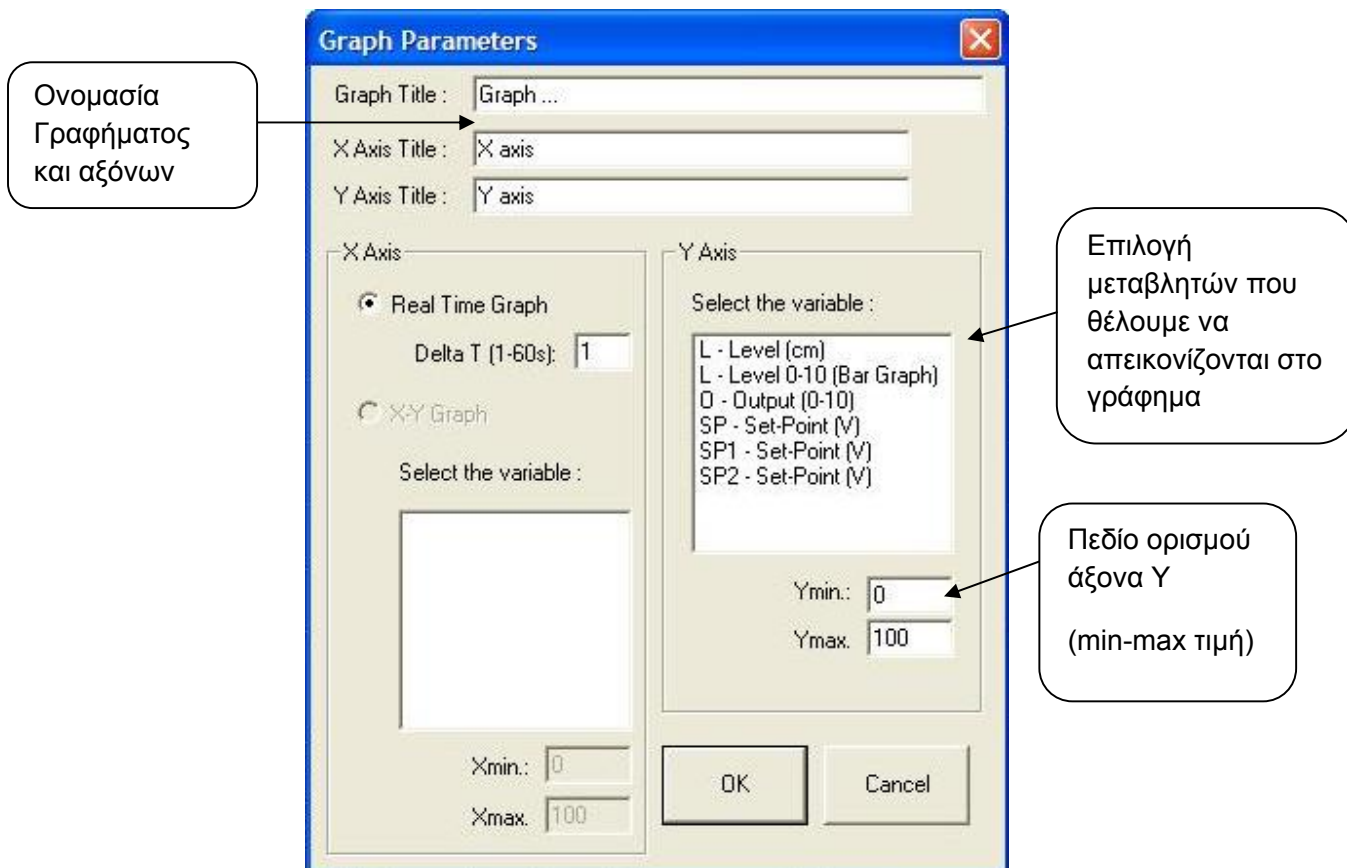 Graph Parameters
Ονομασία
Γραφήματος
και αξόνων
Graph Title : Graph ...
X Axis Title : X axis
Y Axis Title : Y axis
X Axis
Real Time Graph
Delta T (1-60s): 1
X-Y Graph
Select the variable :
Xmin.: 0
Xmax. 100
Y Axis
Select the variable :
L - Level (cm)
L - Level 0-10 (Bar Graph)
O - Output (0-10)
SP - Set-Point (V)
SP1 - Set-Point (V)
SP2 - Set-Point (V)
Ymin.: 0
Ymax. 100
OK
Cancel
Επιλογή
μεταβλητών που
θέλουμε να
απεικονίζονται στο
γράφημα
Πεδίο ορισμού
άξονα Υ
(min-max τιμή)